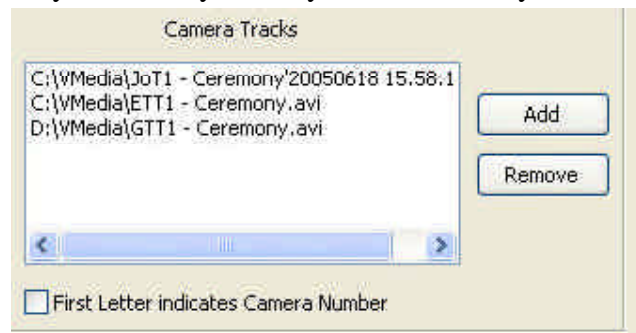 Camera Tracks
C:\VMedia\JoT1 - Ceremony'20050618 15.58.1
C:\VMedia\ETT1 - Ceremony.avi
D:\VMedia\GTT1 - Ceremony.avi
Add
Remove
First Letter indicates Camera Number